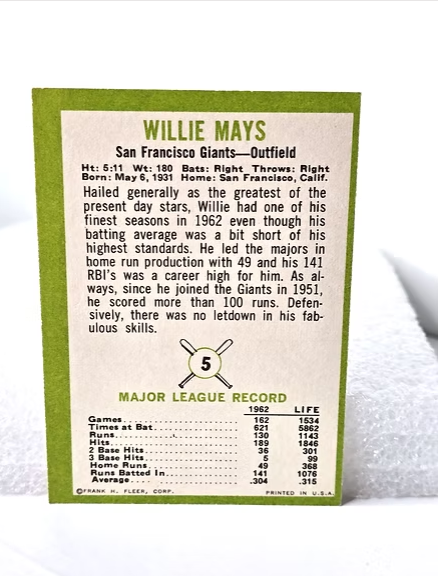 WILLIE MAYS
San Francisco Giants—Outfield
Ht: 5:11 Wt: 180 Bats: Right Throws: Right
Born: May 6, 1931 Home: San Francisco, Calif.
Hailed generally as the greatest of the
present day stars, Willie had one of his
finest seasons in 1962 even though his
batting average was a bit short of his
highest standards. He led the majors in
home run production with 49 and his 141
RBI's was a career high for him. As al-
ways, since he joined the Giants in 1951,
he scored more than 100 runs. Defen-
sively, there was no letdown in his fab-
ulous skills.
5
MAJOR LEAGUE RECORD
1962 LIFE
Games 162 1534
Times at Bat 621 5862
Runs 130 1143
Hits 189 1846
2 Base Hits 36 301
3 Base Hits 5 99
Home Runs 49 368
Runs Batted In 141 1076
Average .304 .315
©FRANK H. FLEER, CORP. PRINTED IN U.S.A.